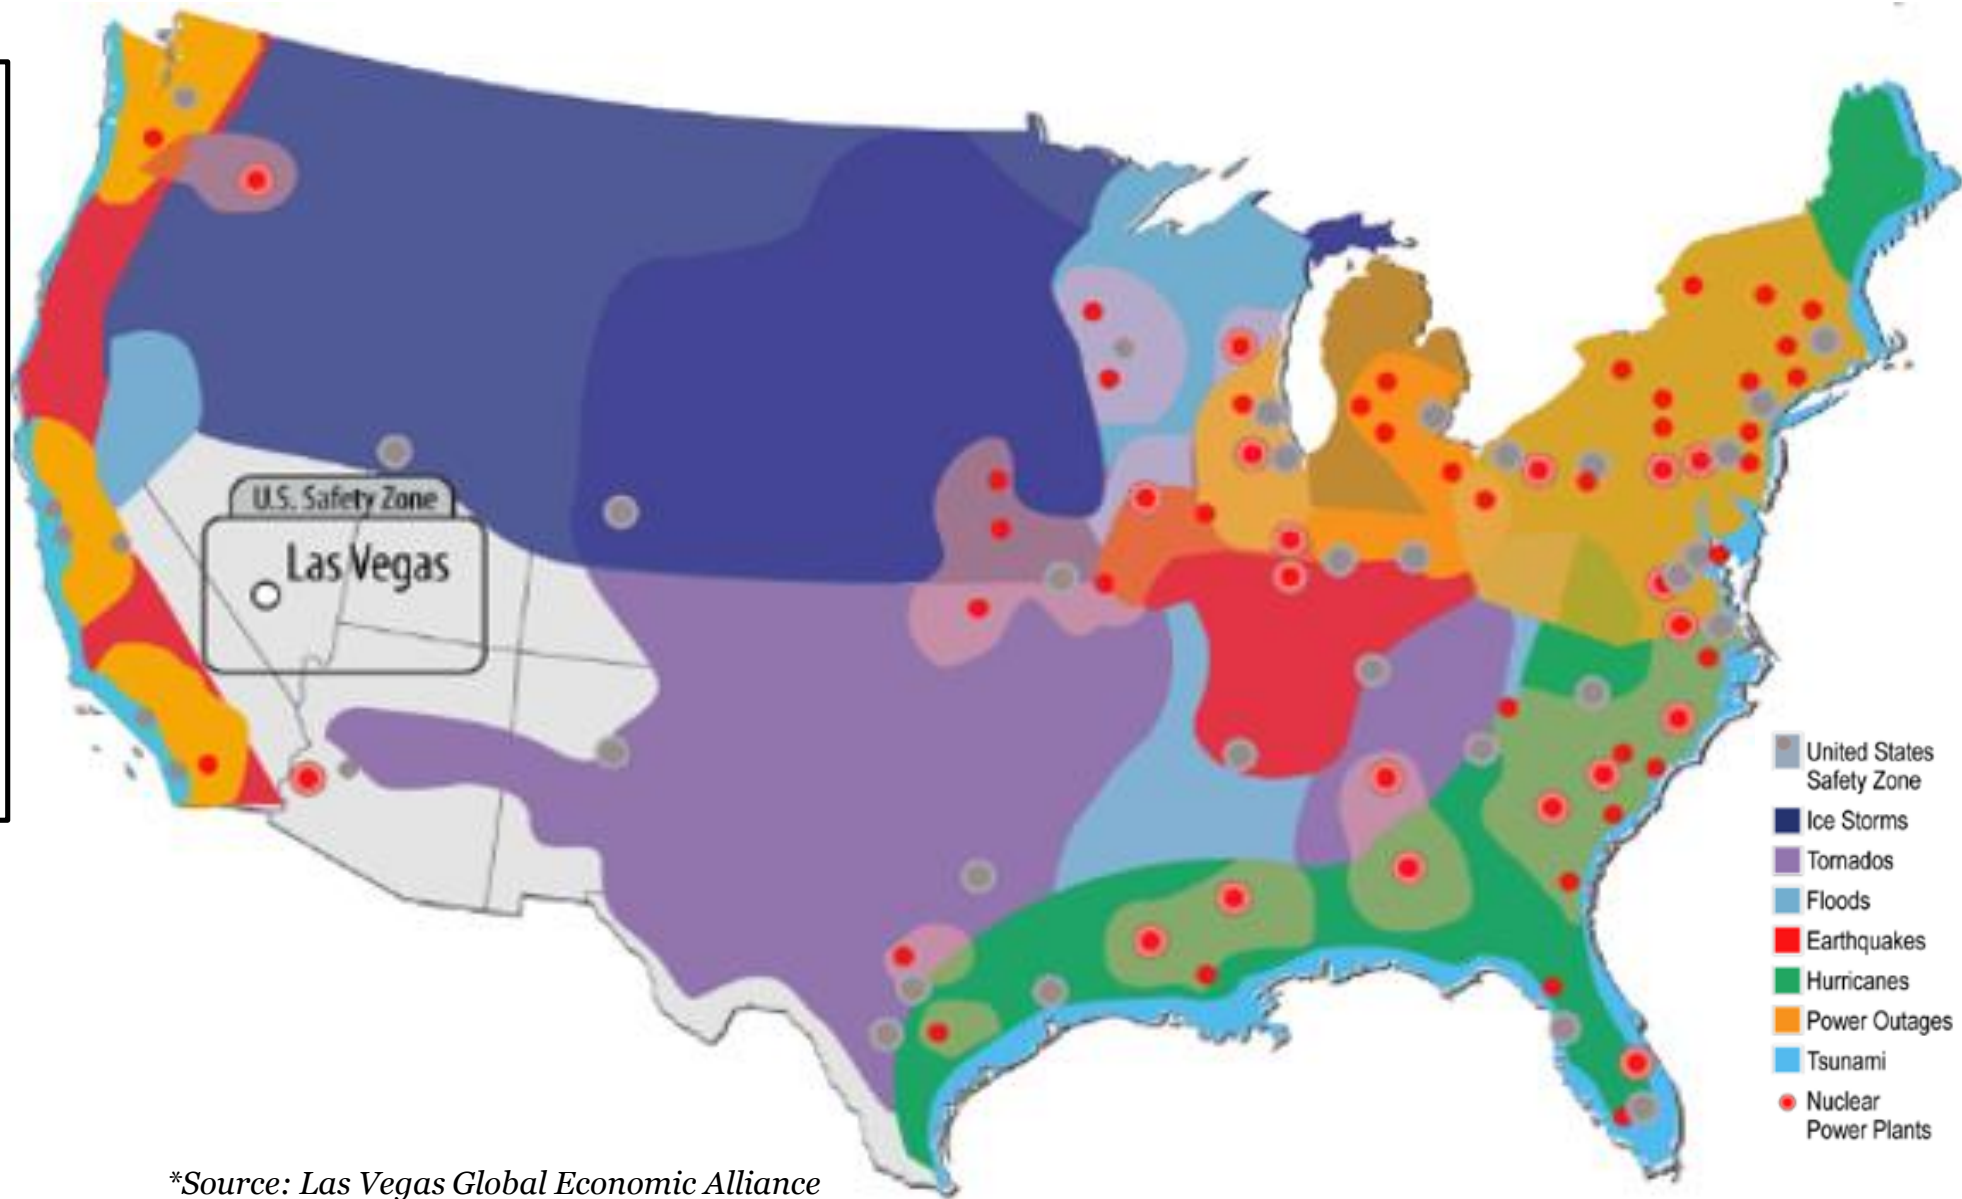 U.S. Safety Zone
Las Vegas
United States
Safety Zone
Ice Storms
Tornados
Floods
Earthquakes
Hurricanes
Power Outages
Tsunami
Nuclear
Power Plants
*Source: Las Vegas Global Economic Alliance